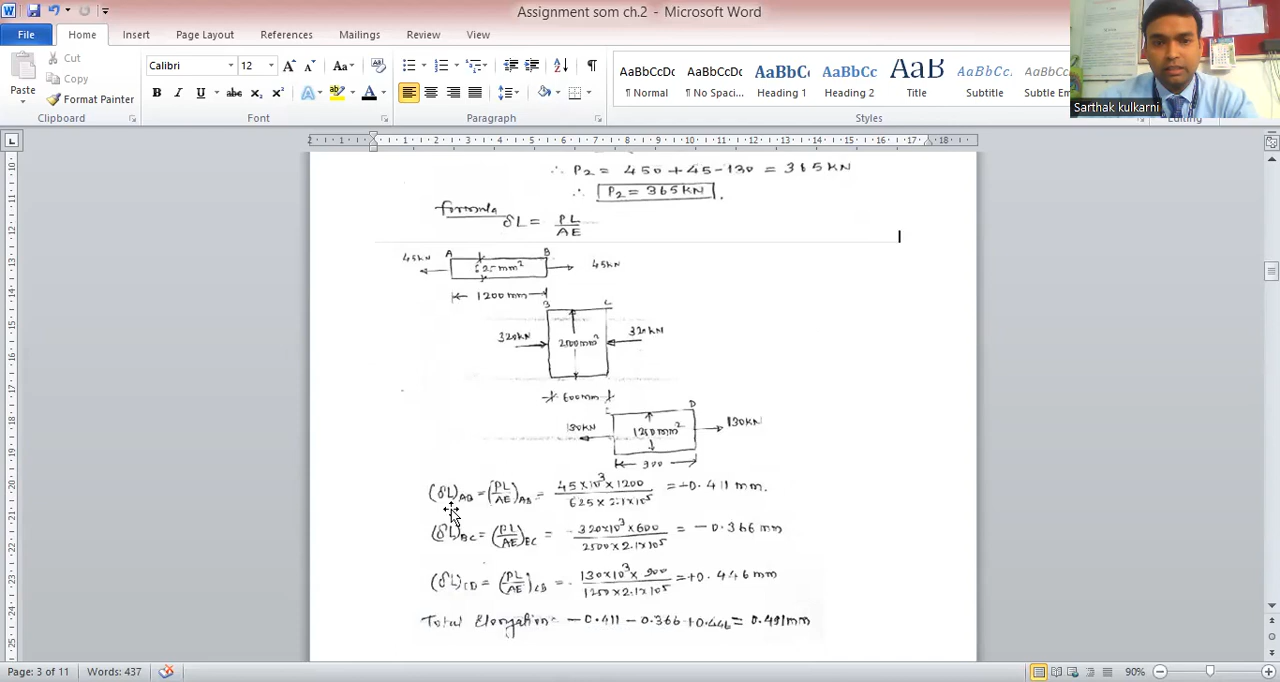 Assignment som ch.2 - Microsoft Word
File Home Insert Page Layout References Mailings Review View
Paste
Cut
Copy
Format Painter
Clipboard
Calibri 12
Font
Paragraph
AaBbCcDc AaBbCcDc AaBbC AaBbCc AaB AaBbCc. AaBbCcDc
¶ Normal ¶ No Spaci... Heading 1 Heading 2 Title Subtitle Subtle Em
Styles
Editing
Sarthak kulkarni
∴ P2 = 450 + 45 - 130 = 365 KN
∴ P2 = 365 KN .
formula
δL = PL/AE
45KN A B 45KN
625 mm²
1200 mm
B C
320KN 2500mm² 320KN
600mm
C D
130KN 1250mm² 130KN
900
(δL)AB = (PL/AE)AB = 45×10³×1200 / 625×2.1×10⁵ = +0.411 mm.
(δL)BC = (PL/AE)BC = -320×10³×600 / 2500×2.1×10⁵ = -0.366 mm
(δL)CD = (PL/AE)CD = 130×10³×900 / 1250×2.1×10⁵ = +0.446 mm
Total Elongation = 0.411 - 0.366 + 0.446 = 0.491mm
Page: 3 of 11 Words: 437 90%